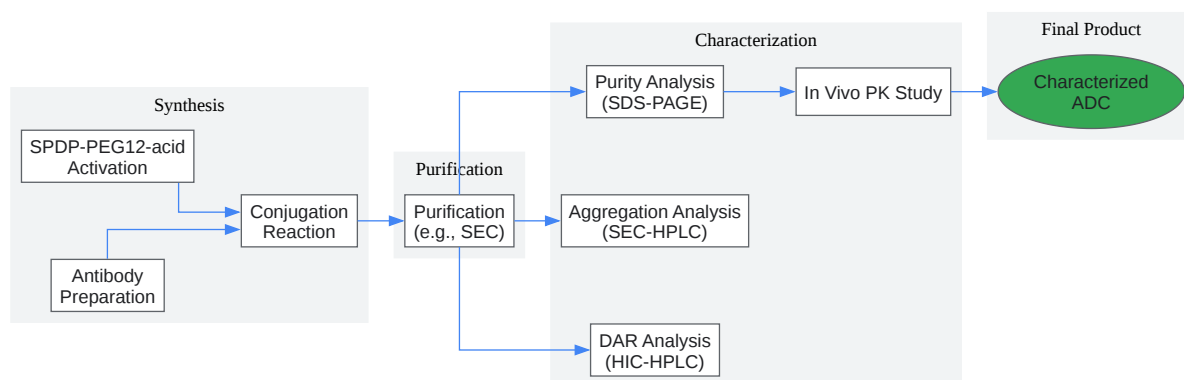 Synthesis
SPDP-PEG12-acid
Activation
Antibody
Preparation
Conjugation
Reaction
Purification
Purification
(e.g., SEC)
Characterization
Purity Analysis
(SDS-PAGE)
In Vivo PK Study
Aggregation Analysis
(SEC-HPLC)
DAR Analysis
(HIC-HPLC)
Final Product
Characterized
ADC